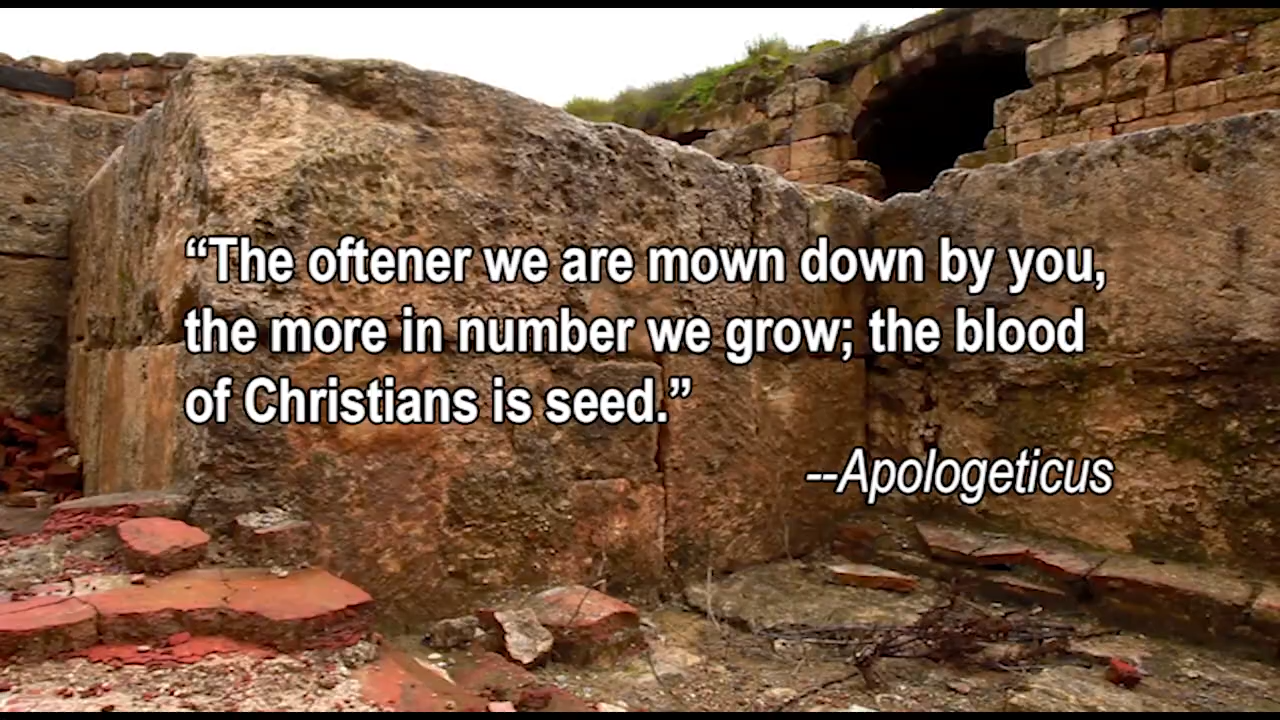 “The oftener we are mown down by you,
the more in number we grow; the blood
of Christians is seed.”
--Apologeticus